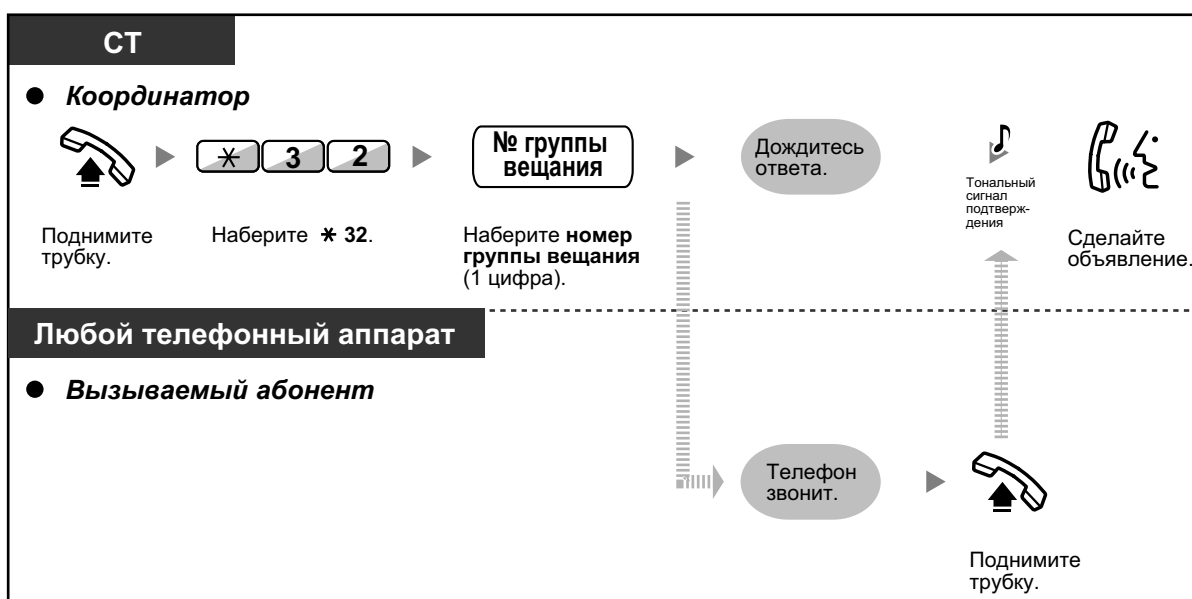 СТ
Координатор
✳ 3 2
№ группы
вещания
Дождитесь
ответа.
Тональный
сигнал
подтверж-
дения
Поднимите
трубку.
Наберите ✳ 32.
Наберите номер
группы вещания
(1 цифра).
Сделайте
объявление.
Любой телефонный аппарат
Вызываемый абонент
Телефон
звонит.
Поднимите
трубку.